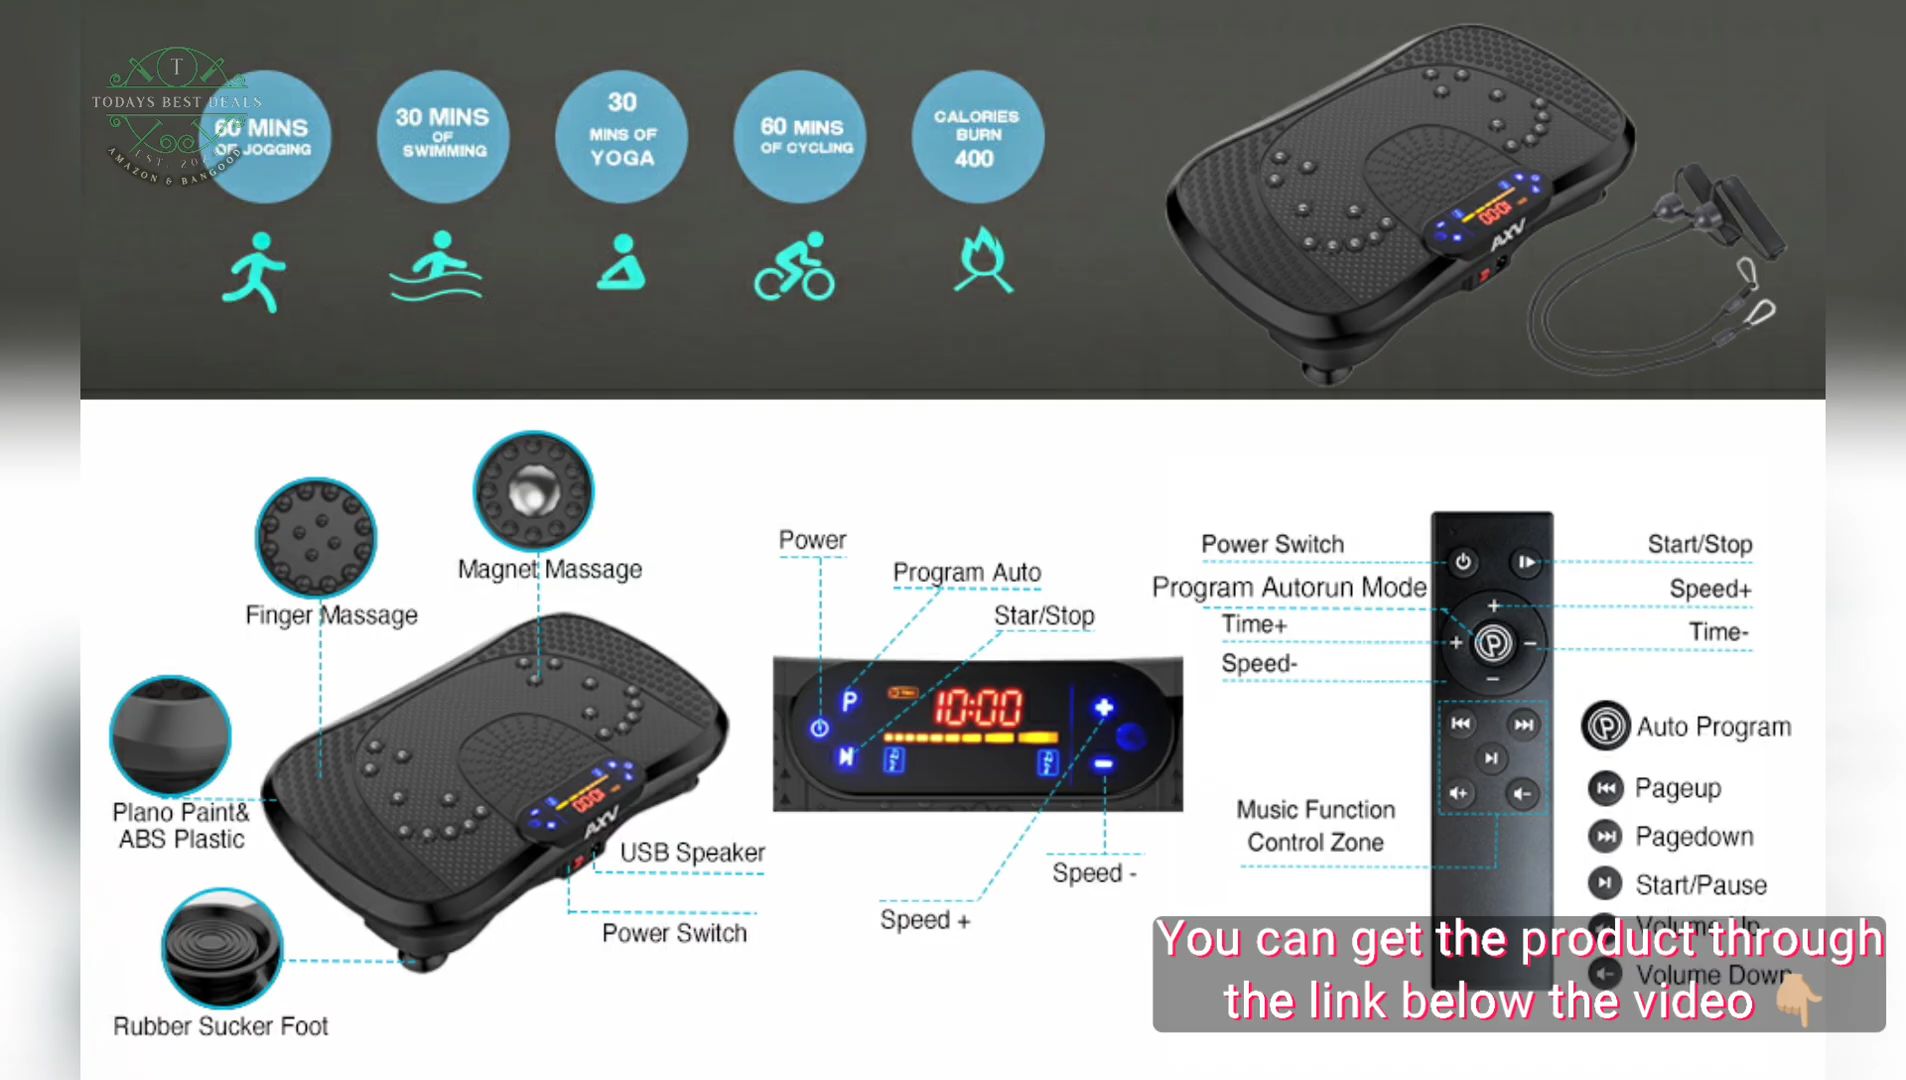 T
TODAYS BEST DEALS
AMAZON & BANGOOD
60 MINS
OF JOGGING
30 MINS
OF
SWIMMING
30
MINS OF
YOGA
60 MINS
OF CYCLING
CALORIES
BURN
400
AXV
Magnet Massage
Finger Massage
Plano Paint&
ABS Plastic
Rubber Sucker Foot
AXV
USB Speaker
Power Switch
Power
Program Auto
Star/Stop
P
10:00
Speed -
Speed +
Power Switch
Start/Stop
Program Autorun Mode
Speed+
Time+
Time-
Speed-
P
Music Function
Control Zone
P
Auto Program
Pageup
Pagedown
Start/Pause
Volume Up
Volume Down
You can get the product through
the link below the video